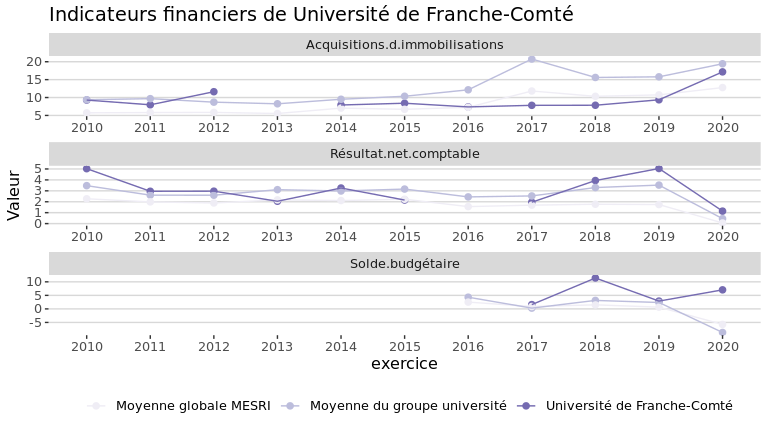 Indicateurs financiers de Université de Franche-Comté
Acquisitions.d.immobilisations
20
15
10
5
2010 2011 2012 2013 2014 2015 2016 2017 2018 2019 2020
Résultat.net.comptable
5
4
3
2
1
0
2010 2011 2012 2013 2014 2015 2016 2017 2018 2019 2020
Valeur
Solde.budgétaire
10
5
0
-5
2010 2011 2012 2013 2014 2015 2016 2017 2018 2019 2020
exercice
Moyenne globale MESRI Moyenne du groupe université Université de Franche-Comté